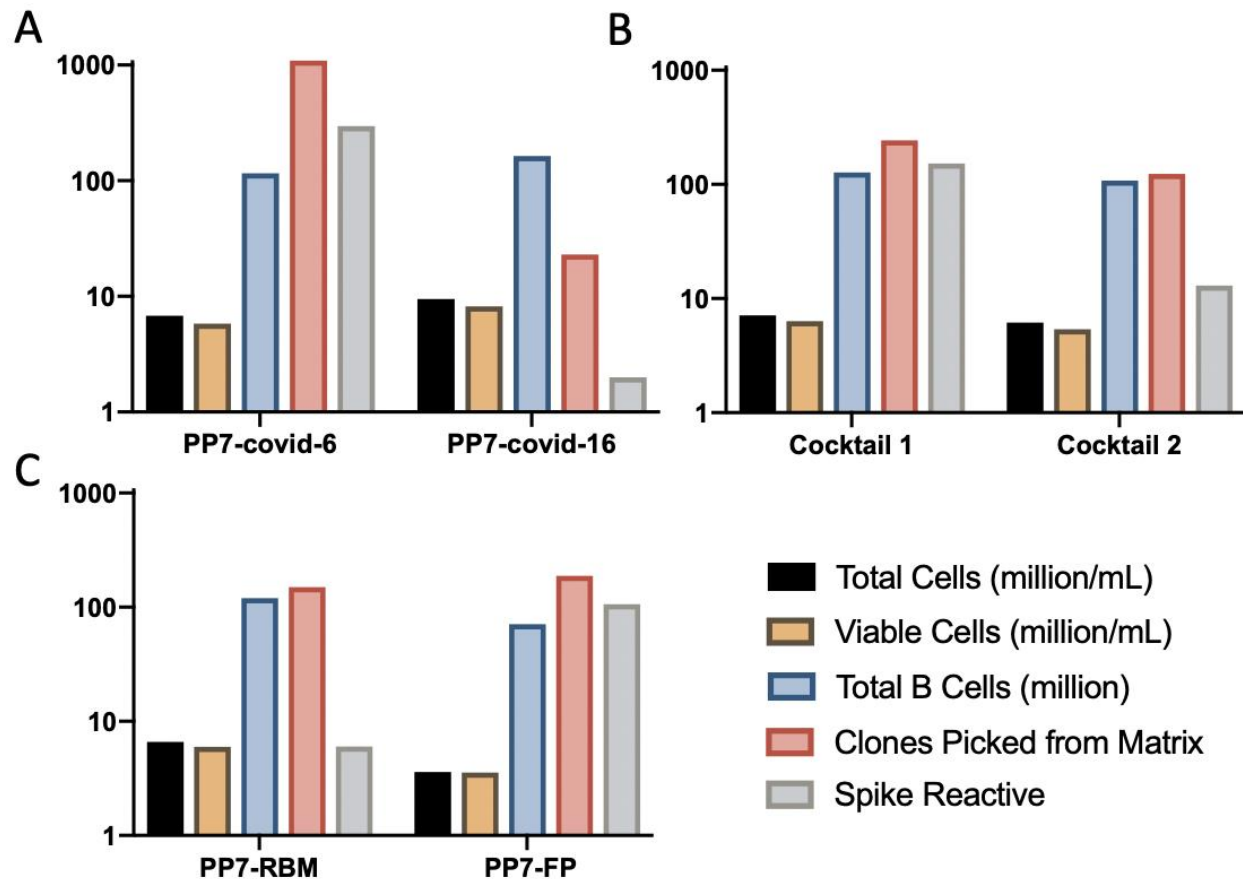 A
1000
100
10
1
PP7-covid-6 PP7-covid-16
B
1000
100
10
1
Cocktail 1 Cocktail 2
C
1000
100
10
1
PP7-RBM PP7-FP
Total Cells (million/mL)
Viable Cells (million/mL)
Total B Cells (million)
Clones Picked from Matrix
Spike Reactive